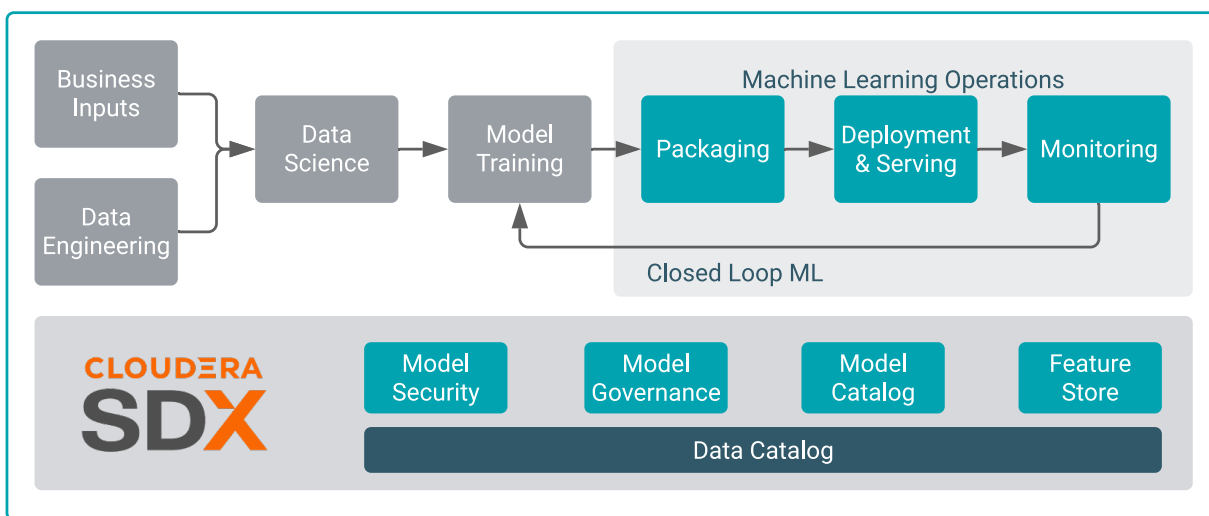 Business
Inputs
Data
Engineering
Data
Science
Model
Training
Machine Learning Operations
Packaging
Deployment
& Serving
Monitoring
Closed Loop ML
CLOUDERA
SDX
Model
Security
Model
Governance
Model
Catalog
Feature
Store
Data Catalog